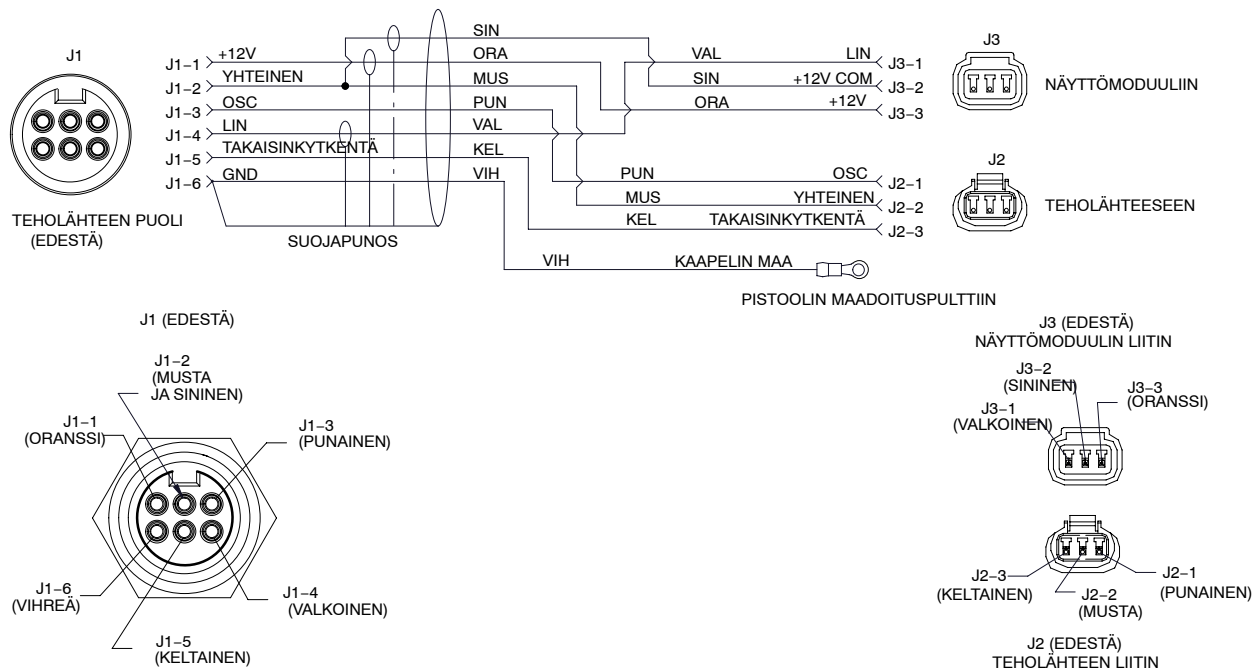 J1
TEHOLÄHTEEN PUOLI
(EDESTÄ)
J1−1 +12V
J1−2 YHTEINEN
J1−3 OSC
J1−4 LIN
J1−5 TAKAISINKYTKENTÄ
J1−6 GND
SUOJAPUNOS
SIN
ORA
MUS
PUN
VAL
KEL
VIH
VAL LIN J3−1
SIN +12V COM J3−2
ORA +12V J3−3
J3
NÄYTTÖMODUULIIN
PUN OSC J2−1
MUS YHTEINEN J2−2
KEL TAKAISINKYTKENTÄ J2−3
J2
TEHOLÄHTEESEEN
VIH KAAPELIN MAA
PISTOOLIN MAADOITUSPULTTIIN
J1 (EDESTÄ)
J1−2
(MUSTA
JA SININEN)
J1−1
(ORANSSI)
J1−3
(PUNAINEN)
J1−6
(VIHREÄ)
J1−4
(VALKOINEN)
J1−5
(KELTAINEN)
J3 (EDESTÄ)
NÄYTTÖMODUULIN LIITIN
J3−2
(SININEN)
J3−3
(ORANSSI)
J3−1
(VALKOINEN)
J2−3
(KELTAINEN)
J2−1
(PUNAINEN)
J2−2
(MUSTA)
J2 (EDESTÄ)
TEHOLÄHTEEN LIITIN